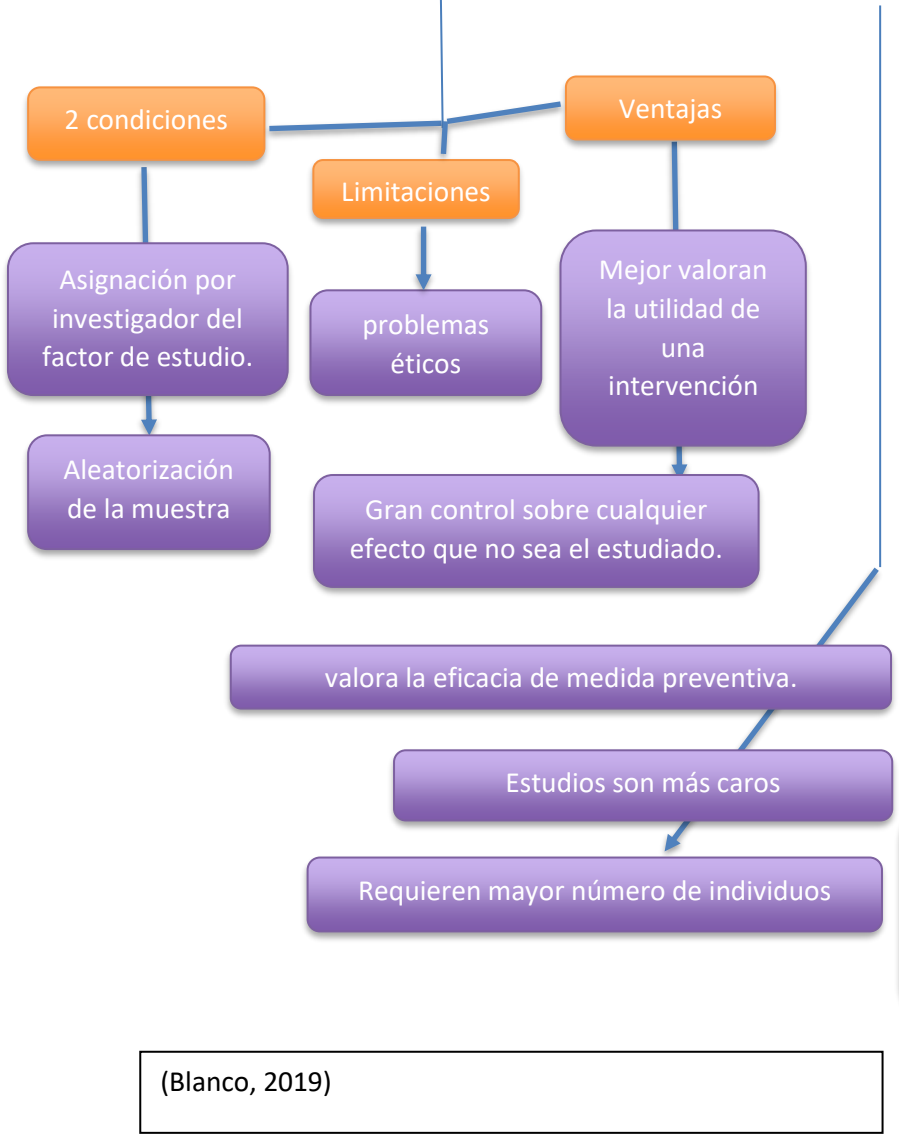 2 condiciones
Ventajas
Limitaciones
Asignación por
investigador del
factor de estudio.
problemas
éticos
Mejor valoran
la utilidad de
una
intervención
Aleatorización
de la muestra
Gran control sobre cualquier
efecto que no sea el estudiado.
valora la eficacia de medida preventiva.
Estudios son más caros
Requieren mayor número de individuos
(Blanco, 2019)